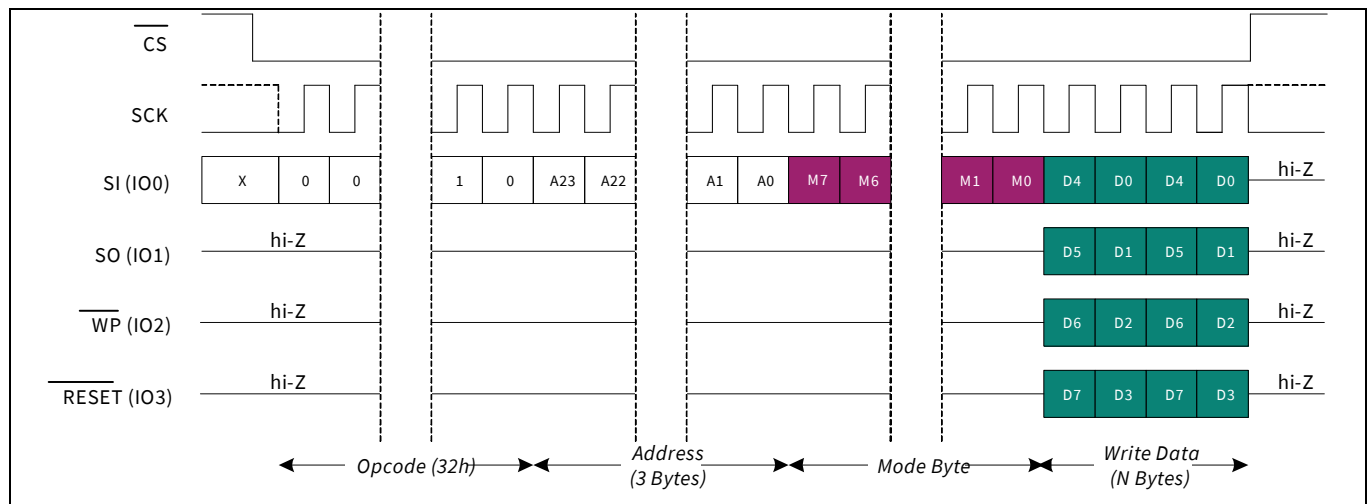 CS
SCK
SI (IO0) X 0 0 1 0 A23 A22 A1 A0 M7 M6 M1 M0 D4 D0 D4 D0 hi-Z
SO (IO1) hi-Z D5 D1 D5 D1 hi-Z
WP (IO2) hi-Z D6 D2 D6 D2 hi-Z
RESET (IO3) hi-Z D7 D3 D7 D3 hi-Z
Opcode (32h) Address Mode Byte Write Data
(3 Bytes) (N Bytes)